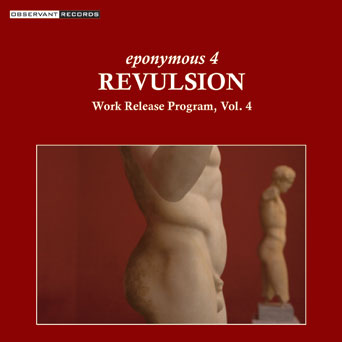 OBSERVANT RECORDS
eponymous 4
REVULSION
Work Release Program, Vol. 4